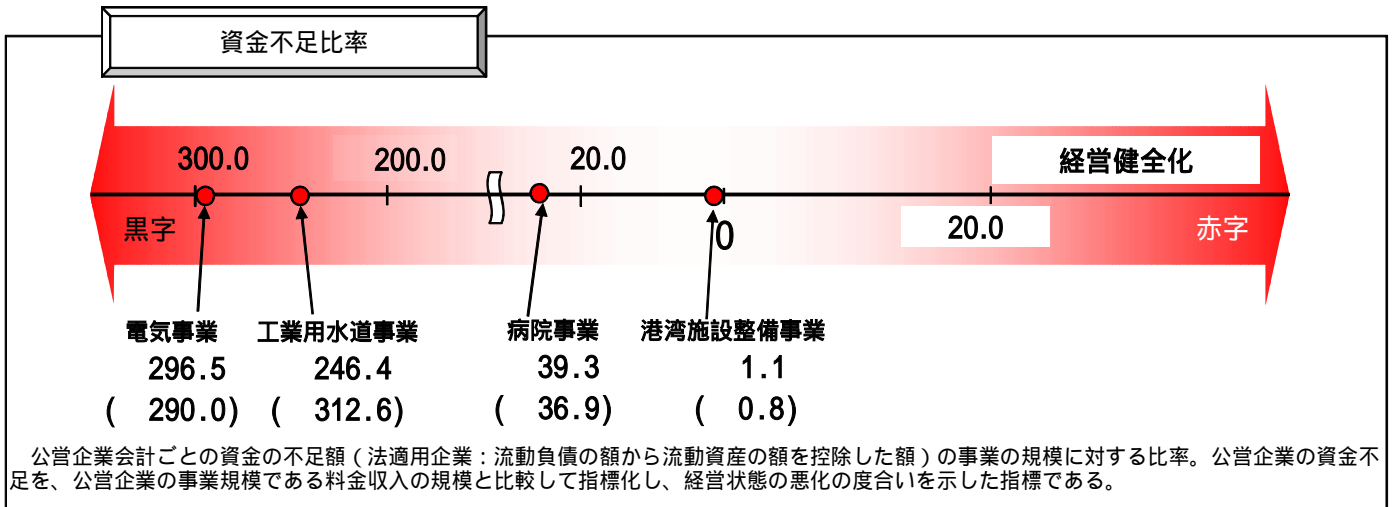 資金不足比率
300.0 200.0 20.0 経営健全化
黒字 0 20.0 赤字
電気事業 工業用水道事業 病院事業 港湾施設整備事業
296.5 246.4 39.3 1.1
( 290.0) ( 312.6) ( 36.9) ( 0.8)
公営企業会計ごとの資金の不足額(法適用企業:流動負債の額から流動資産の額を控除した額)の事業の規模に対する比率。公営企業の資金不
足を、公営企業の事業規模である料金収入の規模と比較して指標化し、経営状態の悪化の度合いを示した指標である。